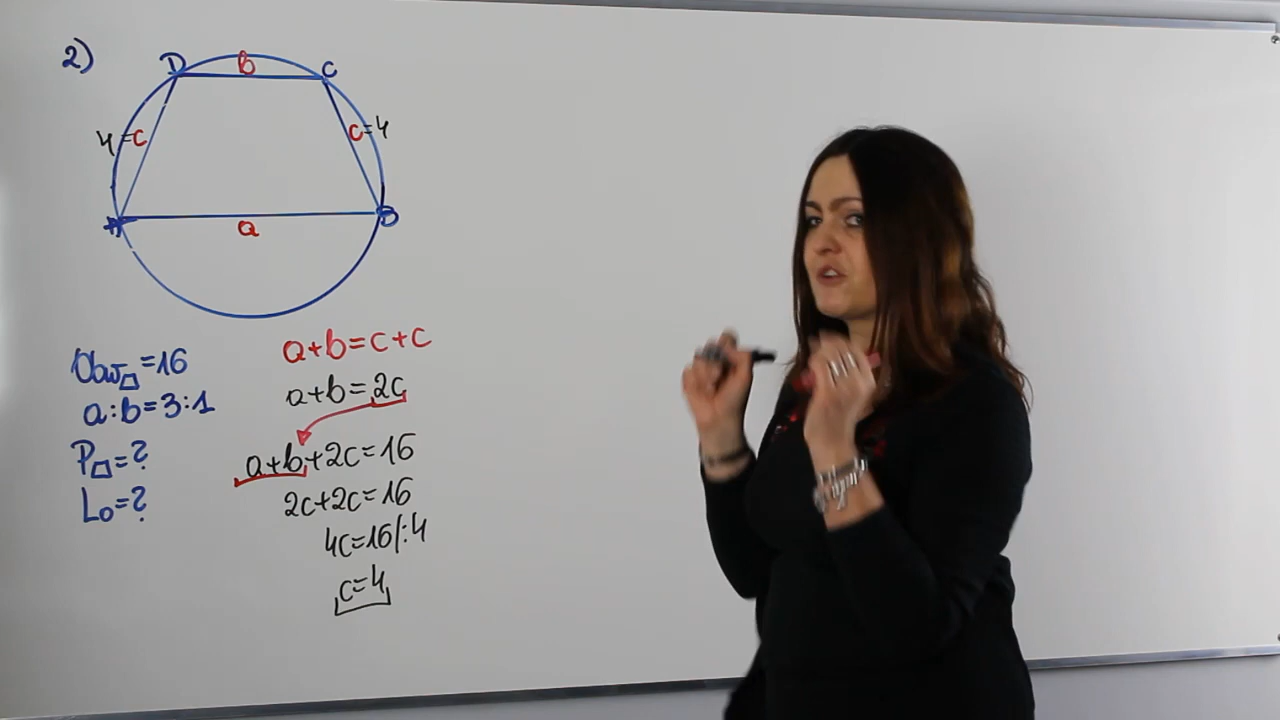 2)
D b C
4=c c=4
A a B
Obw▱=16
a:b=3:1
P▱=?
Lo=?
a+b=c+c
a+b=2c
a+b+2c=16
2c+2c=16
4c=16/:4
c=4